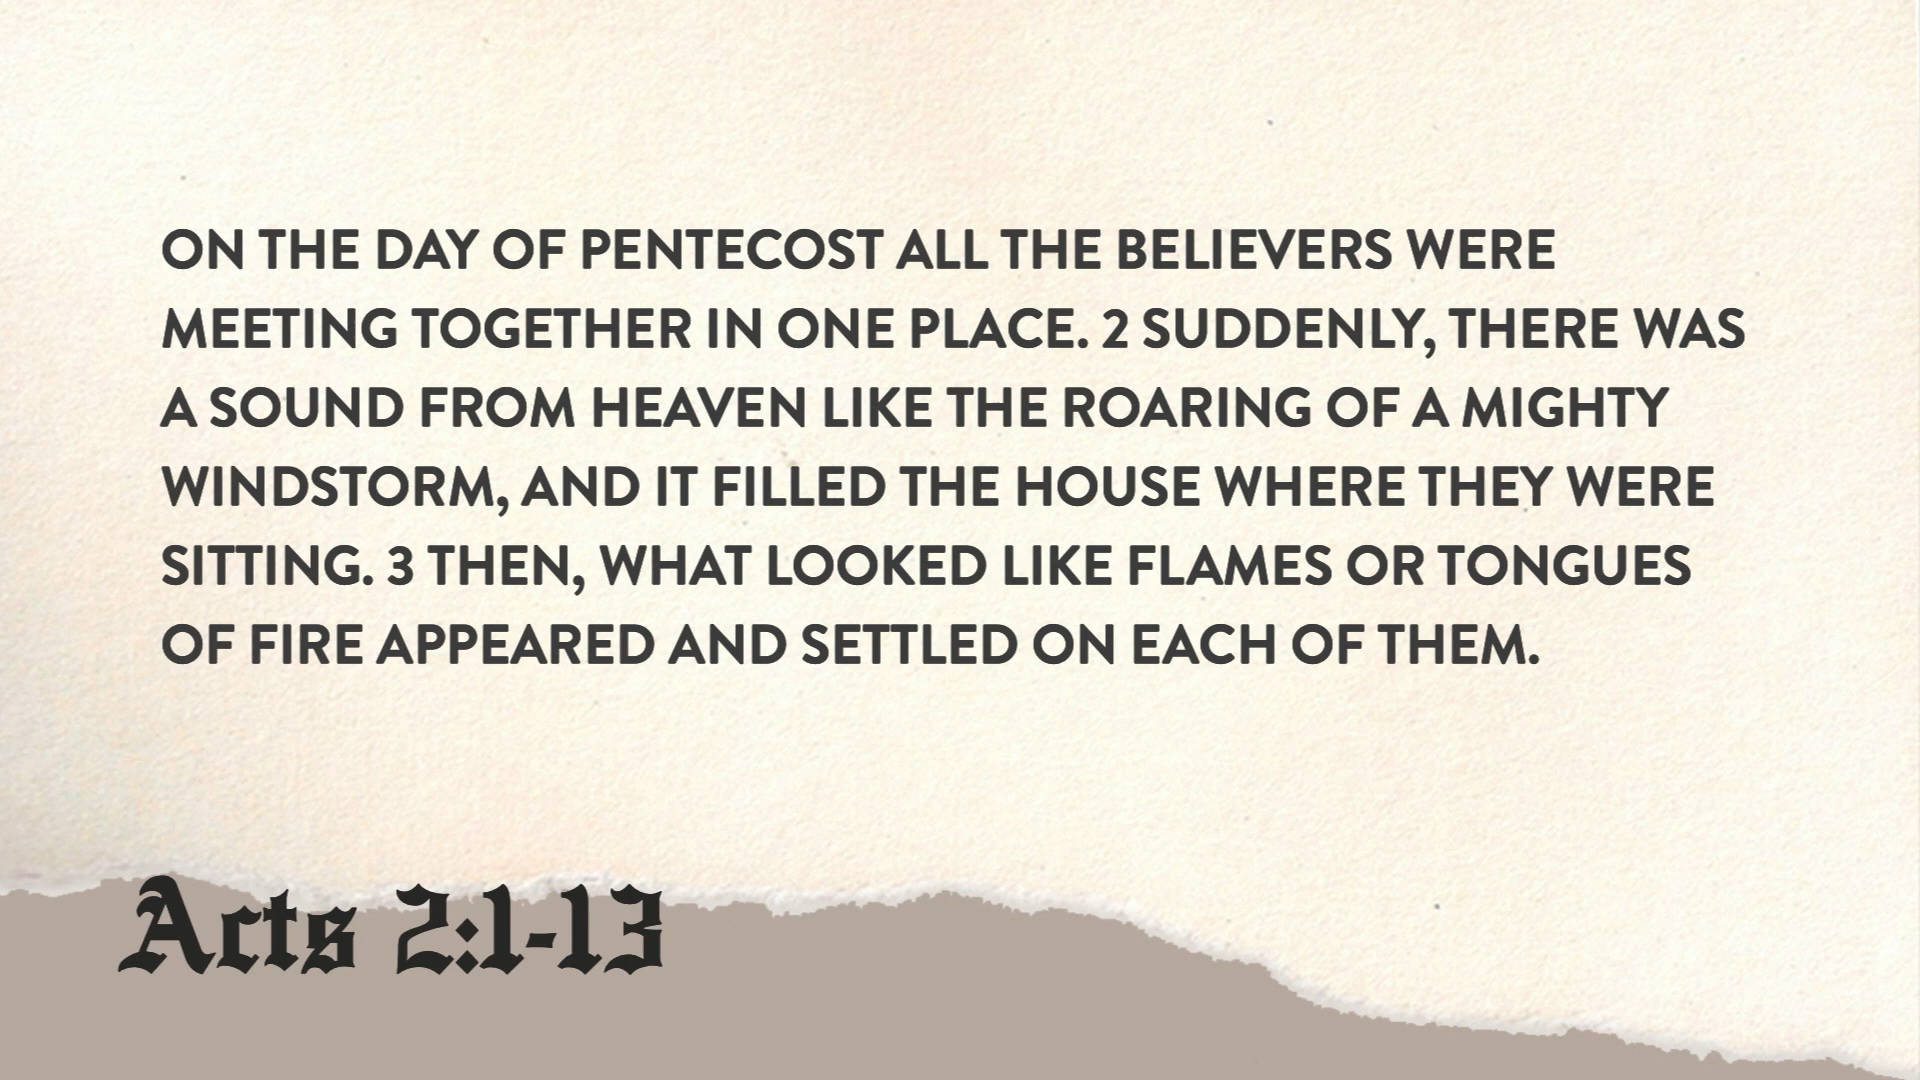 ON THE DAY OF PENTECOST ALL THE BELIEVERS WERE
MEETING TOGETHER IN ONE PLACE. 2 SUDDENLY, THERE WAS
A SOUND FROM HEAVEN LIKE THE ROARING OF A MIGHTY
WINDSTORM, AND IT FILLED THE HOUSE WHERE THEY WERE
SITTING. 3 THEN, WHAT LOOKED LIKE FLAMES OR TONGUES
OF FIRE APPEARED AND SETTLED ON EACH OF THEM.
Acts 2:1-13